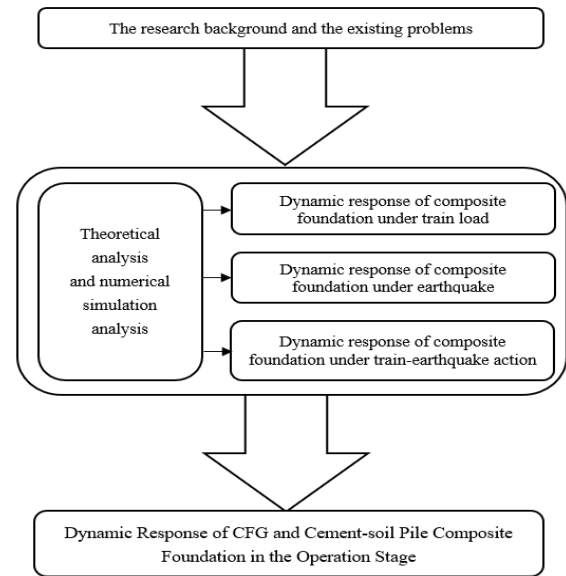 The research background and the existing problems
Theoretical
analysis
and numerical
simulation
analysis
Dynamic response of composite
foundation under train load
Dynamic response of composite
foundation under earthquake
Dynamic response of composite
foundation under train-earthquake action
Dynamic Response of CFG and Cement-soil Pile Composite
Foundation in the Operation Stage